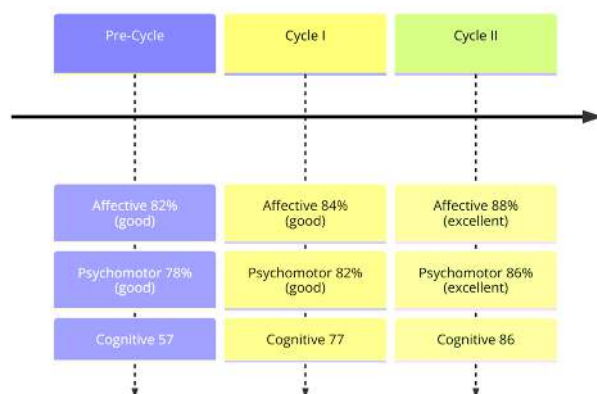 Pre-Cycle
Cycle I
Cycle II
Affective 82%
(good)
Affective 84%
(good)
Affective 88%
(excellent)
Psychomotor 78%
(good)
Psychomotor 82%
(good)
Psychomotor 86%
(excellent)
Cognitive 57
Cognitive 77
Cognitive 86